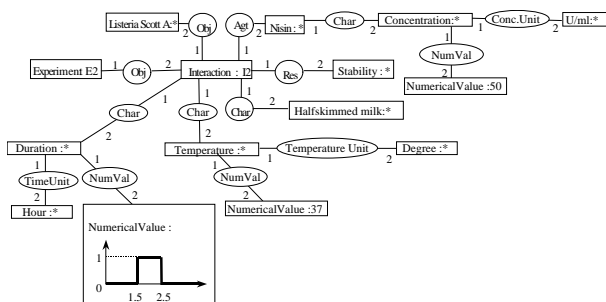 Listeria Scott A:*
Obj
1
2
Agt
1
2
Nisin: *
1
Char
2
Concentration:*
1
Conc.Unit
2
U/ml:*
1
NumVal
2
NumericalValue :50
Experiment E2
1
Obj
2
Interaction : I2
1
Res
2
Stability : *
1
Char
2
Halfskimmed milk:*
1
Char
2
1
Char
2
Duration :*
1
TimeUnit
2
Hour :*
1
NumVal
2
Temperature :*
1
Temperature Unit
2
Degree : *
1
NumVal
2
NumericalValue :37
NumericalValue :
1
0
1.5
2.5